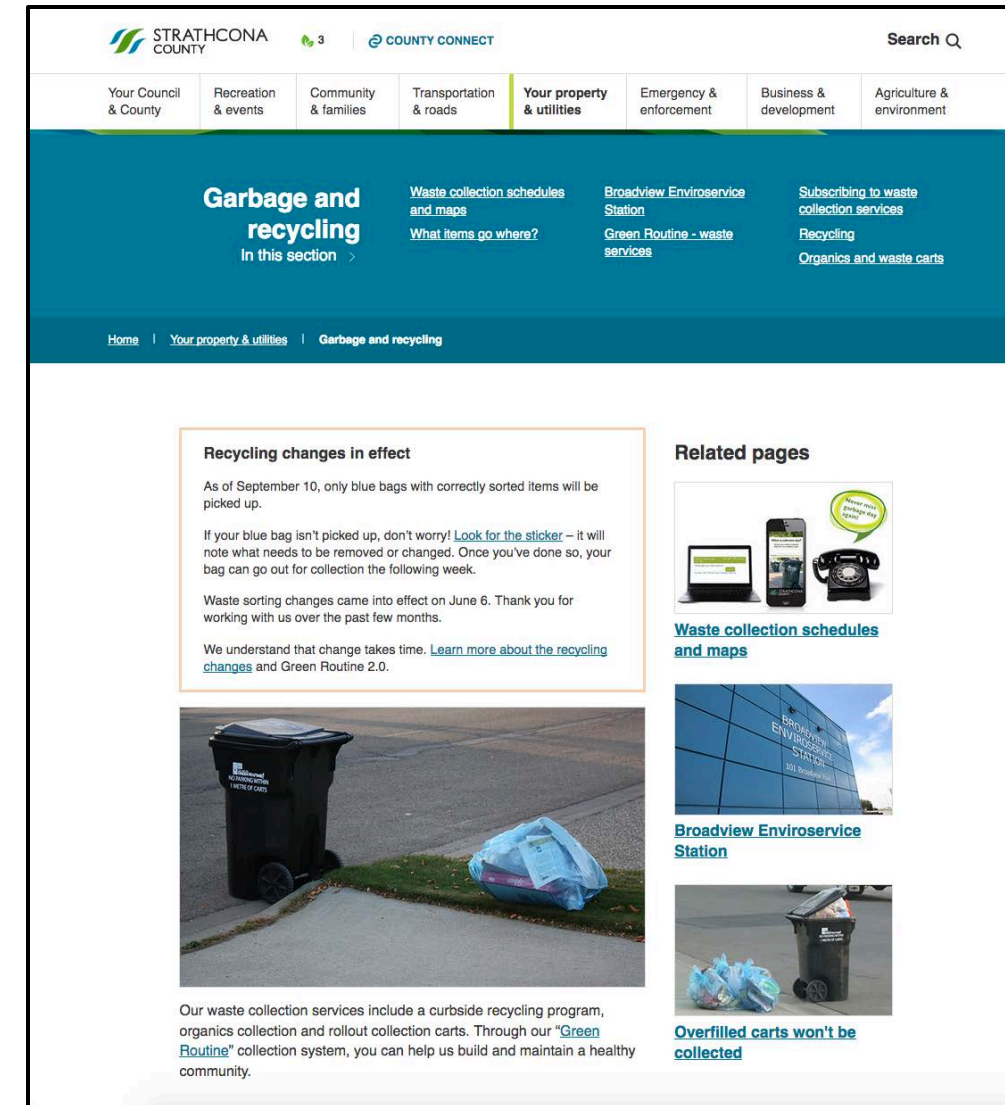 STRATHCONA
COUNTY
3
COUNTY CONNECT
Search
Your Council
& County
Recreation
& events
Community
& families
Transportation
& roads
Your property
& utilities
Emergency &
enforcement
Business &
development
Agriculture &
environment
Garbage and
recycling
In this section >
Waste collection schedules
and maps
What items go where?
Broadview Enviroservice
Station
Green Routine - waste
services
Subscribing to waste
collection services
Recycling
Organics and waste carts
Home | Your property & utilities | Garbage and recycling
Recycling changes in effect
As of September 10, only blue bags with correctly sorted items will be
picked up.
If your blue bag isn't picked up, don't worry! Look for the sticker – it will
note what needs to be removed or changed. Once you've done so, your
bag can go out for collection the following week.
Waste sorting changes came into effect on June 6. Thank you for
working with us over the past few months.
We understand that change takes time. Learn more about the recycling
changes and Green Routine 2.0.
NO PARKING WITHIN
1 METRE OF CARTS
Our waste collection services include a curbside recycling program,
organics collection and rollout collection carts. Through our “Green
Routine” collection system, you can help us build and maintain a healthy
community.
Related pages
Never miss
garbage day
again!
STRATHCONA
COUNTY
Waste collection schedules
and maps
BROADVIEW
ENVIROSERVICE
STATION
101 Broadview
Broadview Enviroservice
Station
Overfilled carts won't be
collected